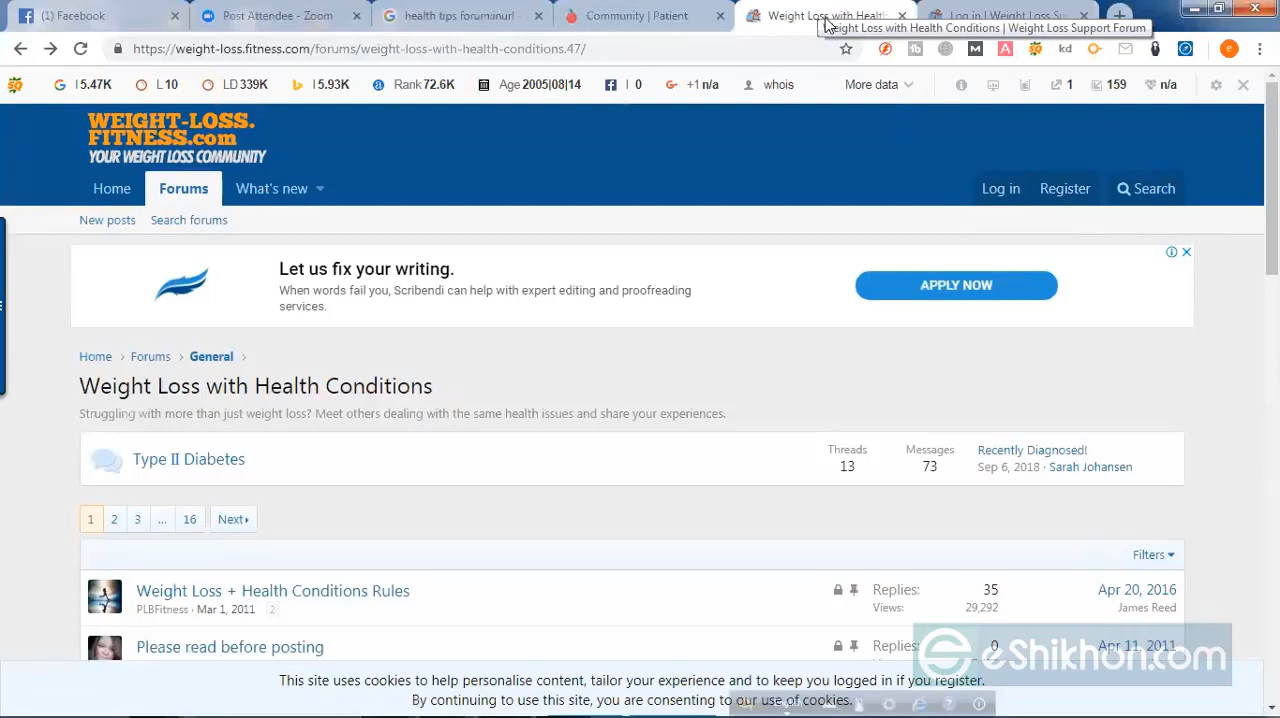 (1) Facebook
Post Attendee - Zoom
health tips forum:inurl -
Community | Patient
Weight Loss with Healt
Log in | Weight Loss Su
Weight Loss with Health Conditions | Weight Loss Support Forum
https://weight-loss.fitness.com/forums/weight-loss-with-health-conditions.47/
I 5.47K
L 10
LD 339K
I 5.93K
Rank 72.6K
Age 2005|08|14
I 0
+1 n/a
whois
More data
1
159
n/a
WEIGHT-LOSS.
FITNESS.com
YOUR WEIGHT LOSS COMMUNITY
Home
Forums
What's new
Log in
Register
Search
New posts
Search forums
Let us fix your writing.
When words fail you, Scribendi can help with expert editing and proofreading
services.
APPLY NOW
Home > Forums > General >
Weight Loss with Health Conditions
Struggling with more than just weight loss? Meet others dealing with the same health issues and share your experiences.
Type II Diabetes
Threads
13
Messages
73
Recently Diagnosed!
Sep 6, 2018 · Sarah Johansen
1 2 3 ... 16 Next
Filters
Weight Loss + Health Conditions Rules
PLBFitness · Mar 1, 2011 2
Replies: 35
Views: 29,292
Apr 20, 2016
James Reed
Please read before posting
Replies: 0
Apr 11, 2011
eShikhon.com
This site uses cookies to help personalise content, tailor your experience and to keep you logged in if you register.
By continuing to use this site, you are consenting to our use of cookies.